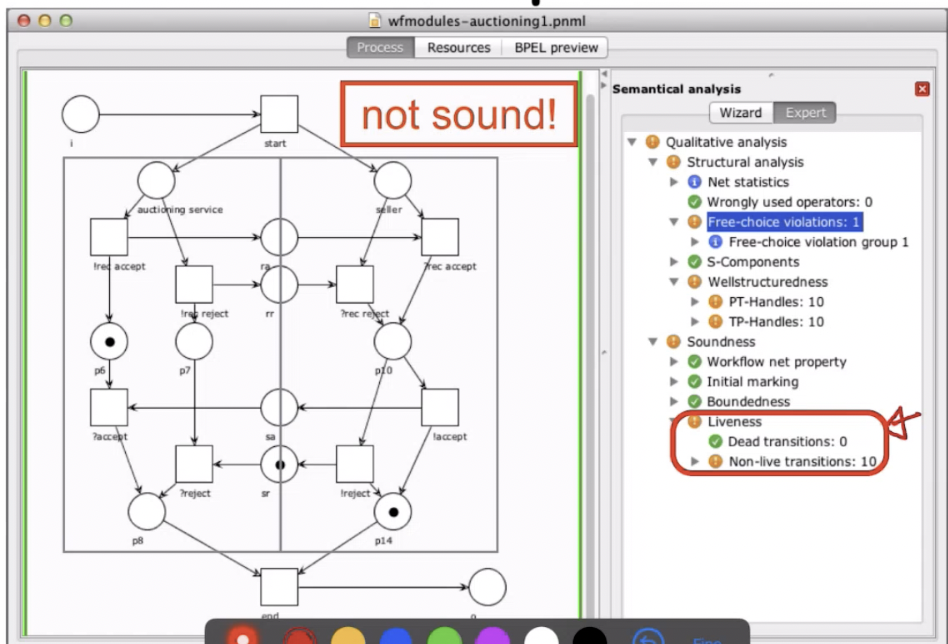 wfmodules-auctioning1.pnml
Process Resources BPEL preview
not sound!
i
start
auctioning service
seller
!rec accept
ra
?rec accept
!rec reject
rr
?rec reject
p6
p7
p10
?accept
sa
!accept
?reject
sr
!reject
p8
p14
end
o
Semantical analysis
Wizard Expert
Qualitative analysis
Structural analysis
Net statistics
Wrongly used operators: 0
Free-choice violations: 1
Free-choice violation group 1
S-Components
Wellstructuredness
PT-Handles: 10
TP-Handles: 10
Soundness
Workflow net property
Initial marking
Boundedness
Liveness
Dead transitions: 0
Non-live transitions: 10
Fine